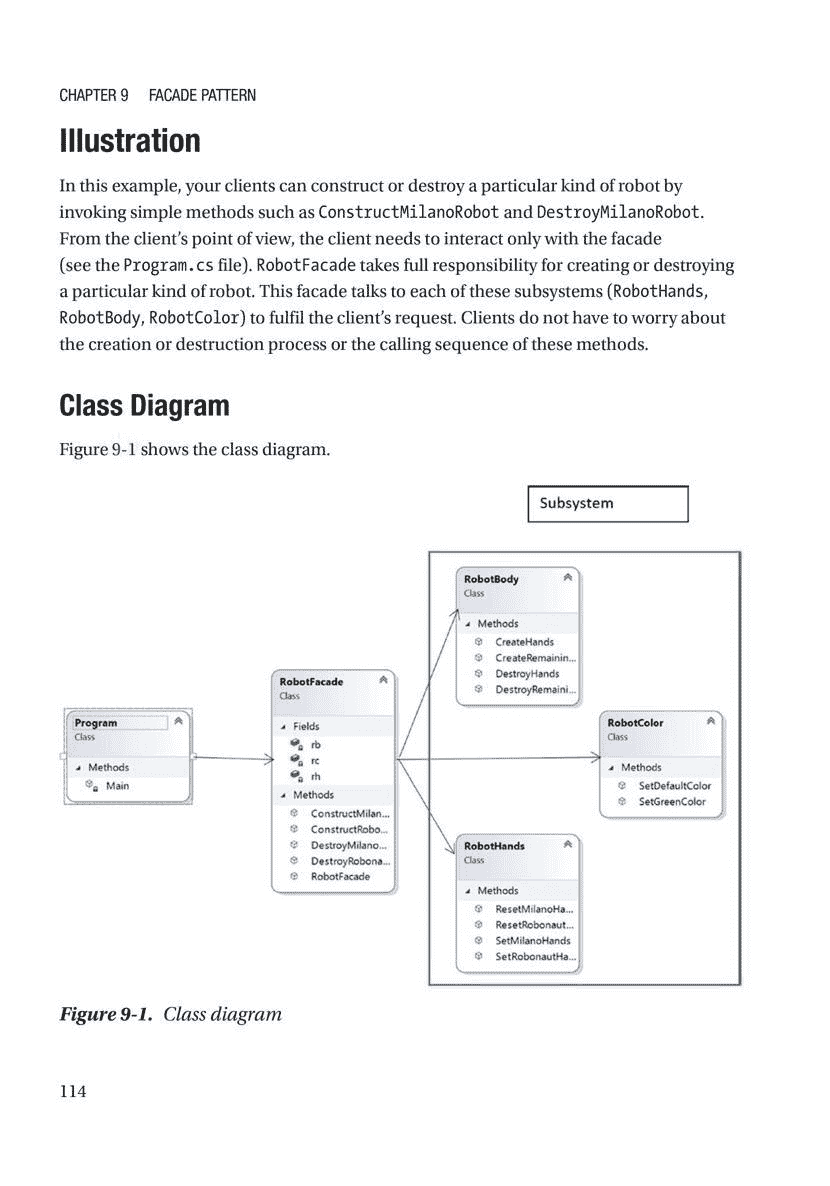 CHAPTER 9 FACADE PATTERN
Illustration
In this example, your clients can construct or destroy a particular kind of robot by
invoking simple methods such as ConstructMilanoRobot and DestroyMilanoRobot.
From the client's point of view, the client needs to interact only with the facade
(see the Program.cs file). RobotFacade takes full responsibility for creating or destroying
a particular kind of robot. This facade talks to each of these subsystems (RobotHands,
RobotBody, RobotColor) to fulfil the client's request. Clients do not have to worry about
the creation or destruction process or the calling sequence of these methods.
Class Diagram
Figure 9-1 shows the class diagram.
Subsystem
Program
Class
Methods
Main
RobotFacade
Class
Fields
rb
rc
rh
Methods
ConstructMilan...
ConstructRobo...
DestroyMilano...
DestroyRobona...
RobotFacade
RobotBody
Class
Methods
CreateHands
CreateRemainin...
DestroyHands
DestroyRemaini...
RobotColor
Class
Methods
SetDefaultColor
SetGreenColor
RobotHands
Class
Methods
ResetMilanoHa...
ResetRobonaut...
SetMilanoHands
SetRobonautHa...
Figure 9-1. Class diagram
114